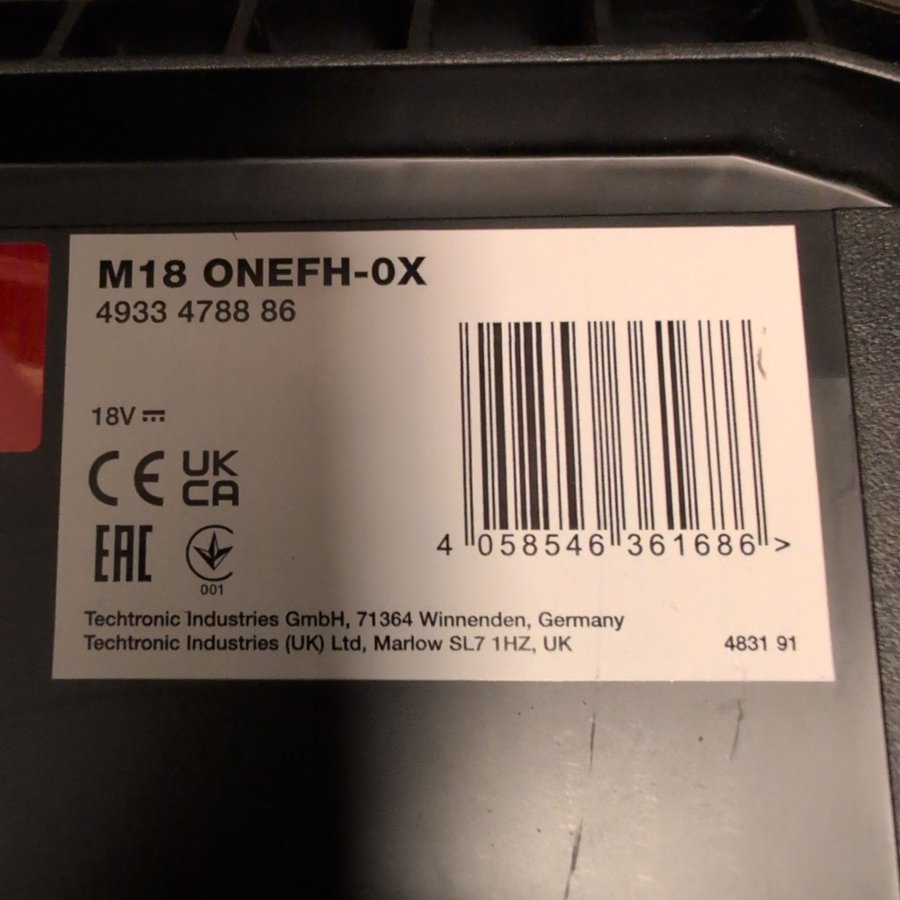 M18 ONEFH-0X
4933 4788 86
18V
CE UK CA
EAC
001
4 058546 361686 >
Techtronic Industries GmbH, 71364 Winnenden, Germany
Techtronic Industries (UK) Ltd, Marlow SL7 1HZ, UK
4831 91